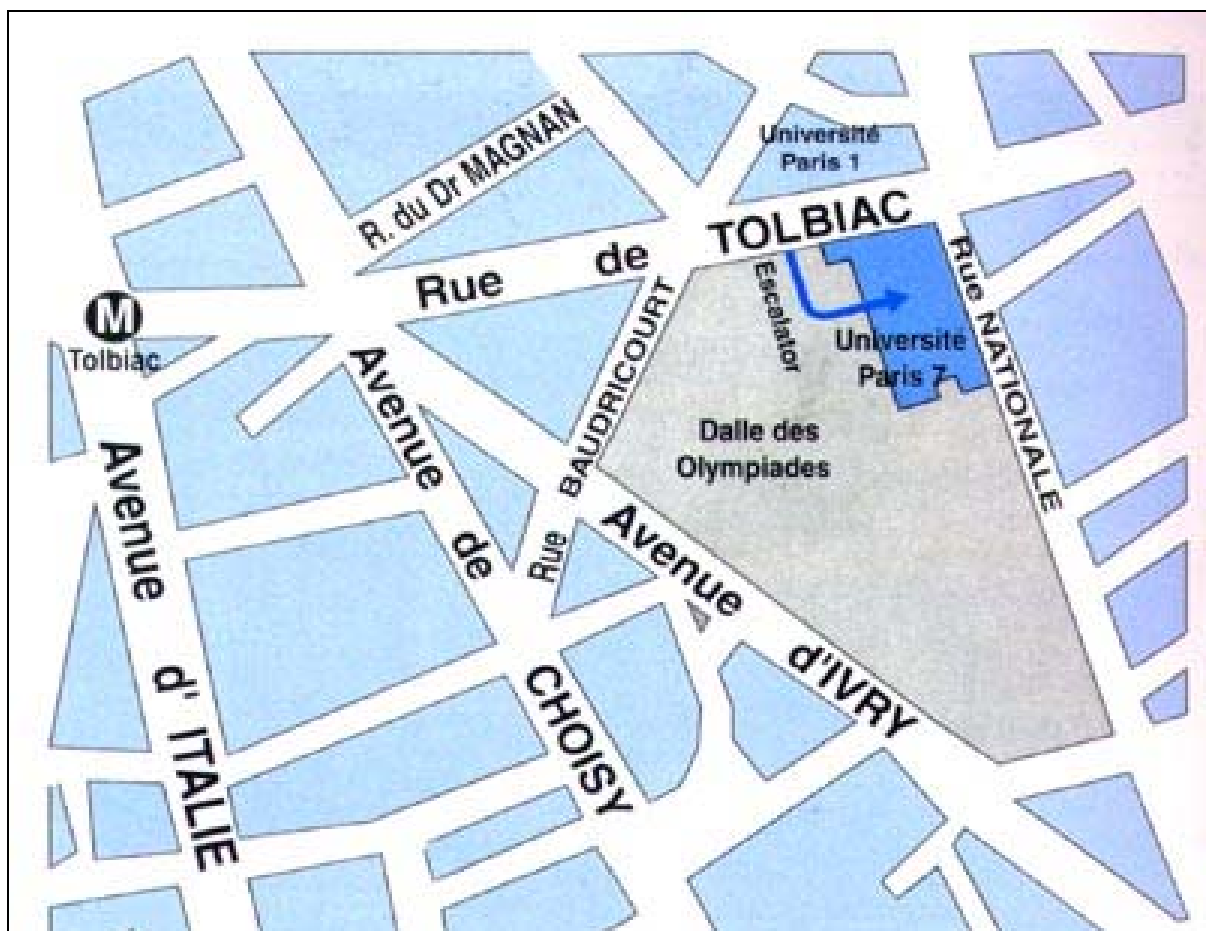 Université
Paris 1
R. du Dr MAGNAN
TOLBIAC
Rue de
M
Tolbiac
Escalator
Rue NATIONALE
Université
Paris 7
Rue BAUDRICOURT
Dalle des
Olympiades
Avenue de CHOISY
Avenue d'IVRY
Avenue d'ITALIE